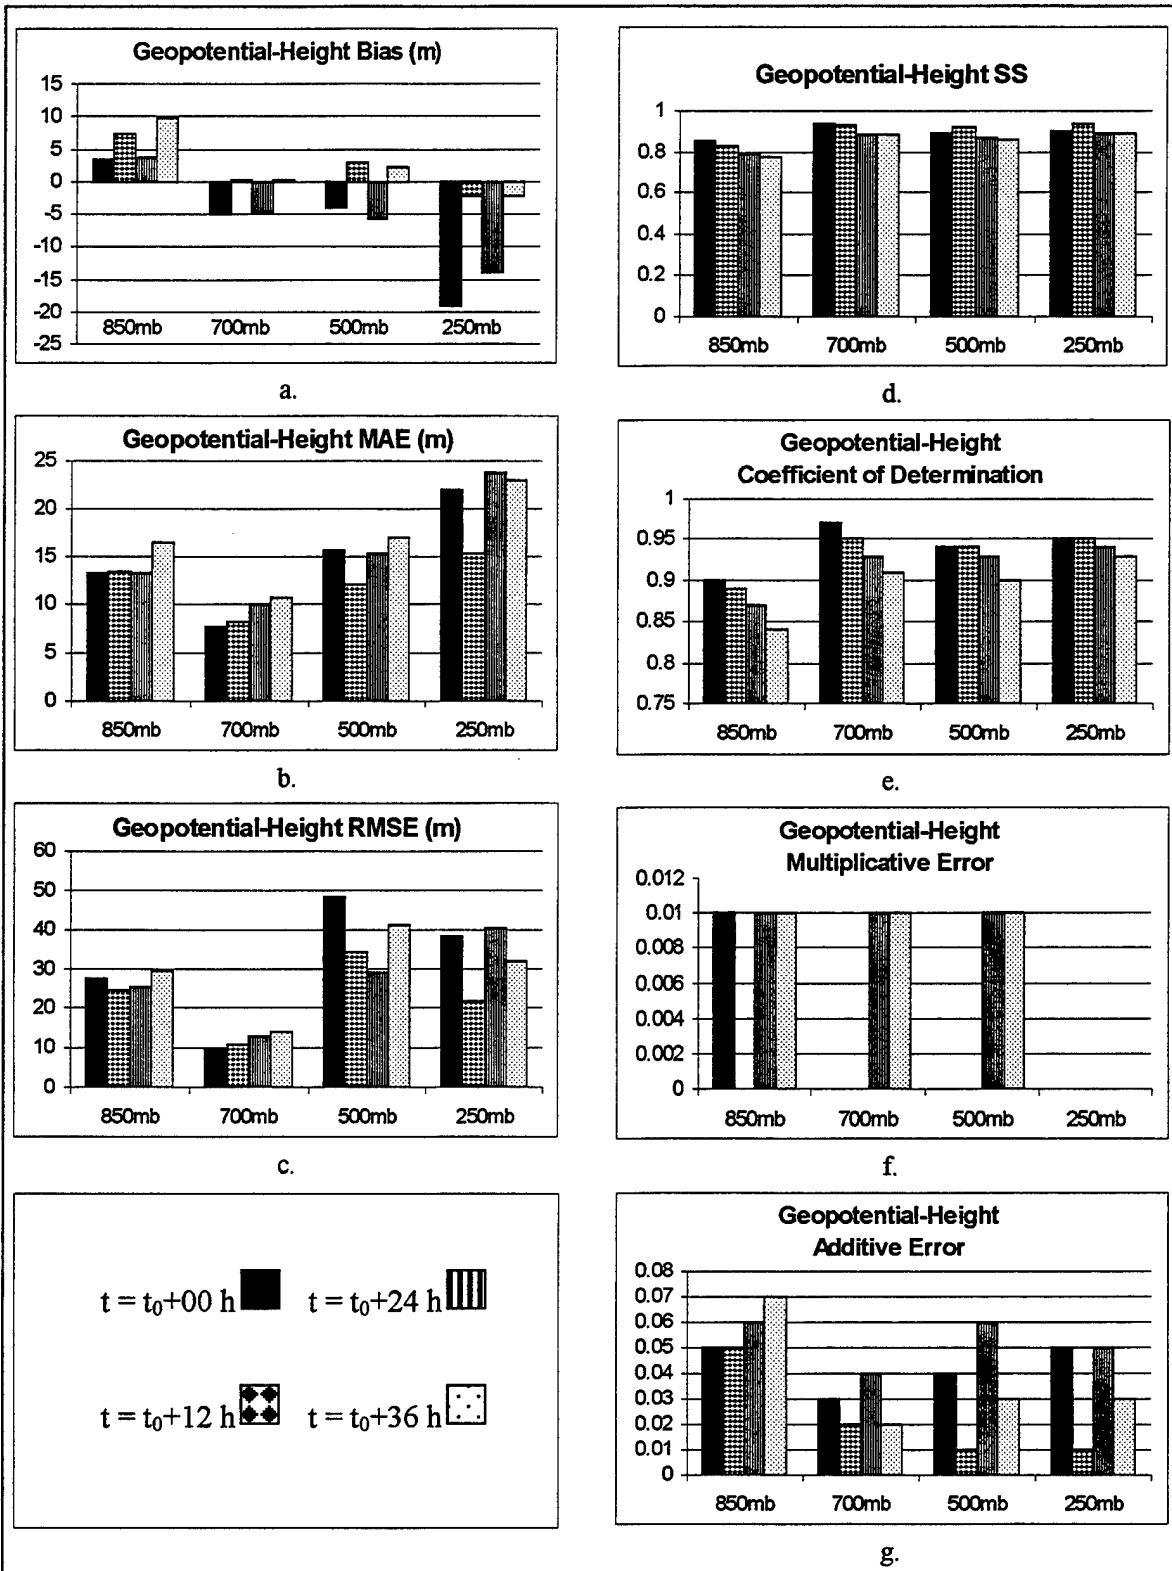 Geopotential-Height Bias (m)
15
10
5
0
-5
-10
-15
-20
-25
850mb 700mb 500mb 250mb
a.
Geopotential-Height MAE (m)
25
20
15
10
5
0
850mb 700mb 500mb 250mb
b.
Geopotential-Height RMSE (m)
60
50
40
30
20
10
0
850mb 700mb 500mb 250mb
c.
t = t₀+00 h t = t₀+24 h
t = t₀+12 h t = t₀+36 h
Geopotential-Height SS
1
0.8
0.6
0.4
0.2
0
850mb 700mb 500mb 250mb
d.
Geopotential-Height
Coefficient of Determination
1
0.95
0.9
0.85
0.8
0.75
850mb 700mb 500mb 250mb
e.
Geopotential-Height
Multiplicative Error
0.012
0.01
0.008
0.006
0.004
0.002
0
850mb 700mb 500mb 250mb
f.
Geopotential-Height
Additive Error
0.08
0.07
0.06
0.05
0.04
0.03
0.02
0.01
0
850mb 700mb 500mb 250mb
g.